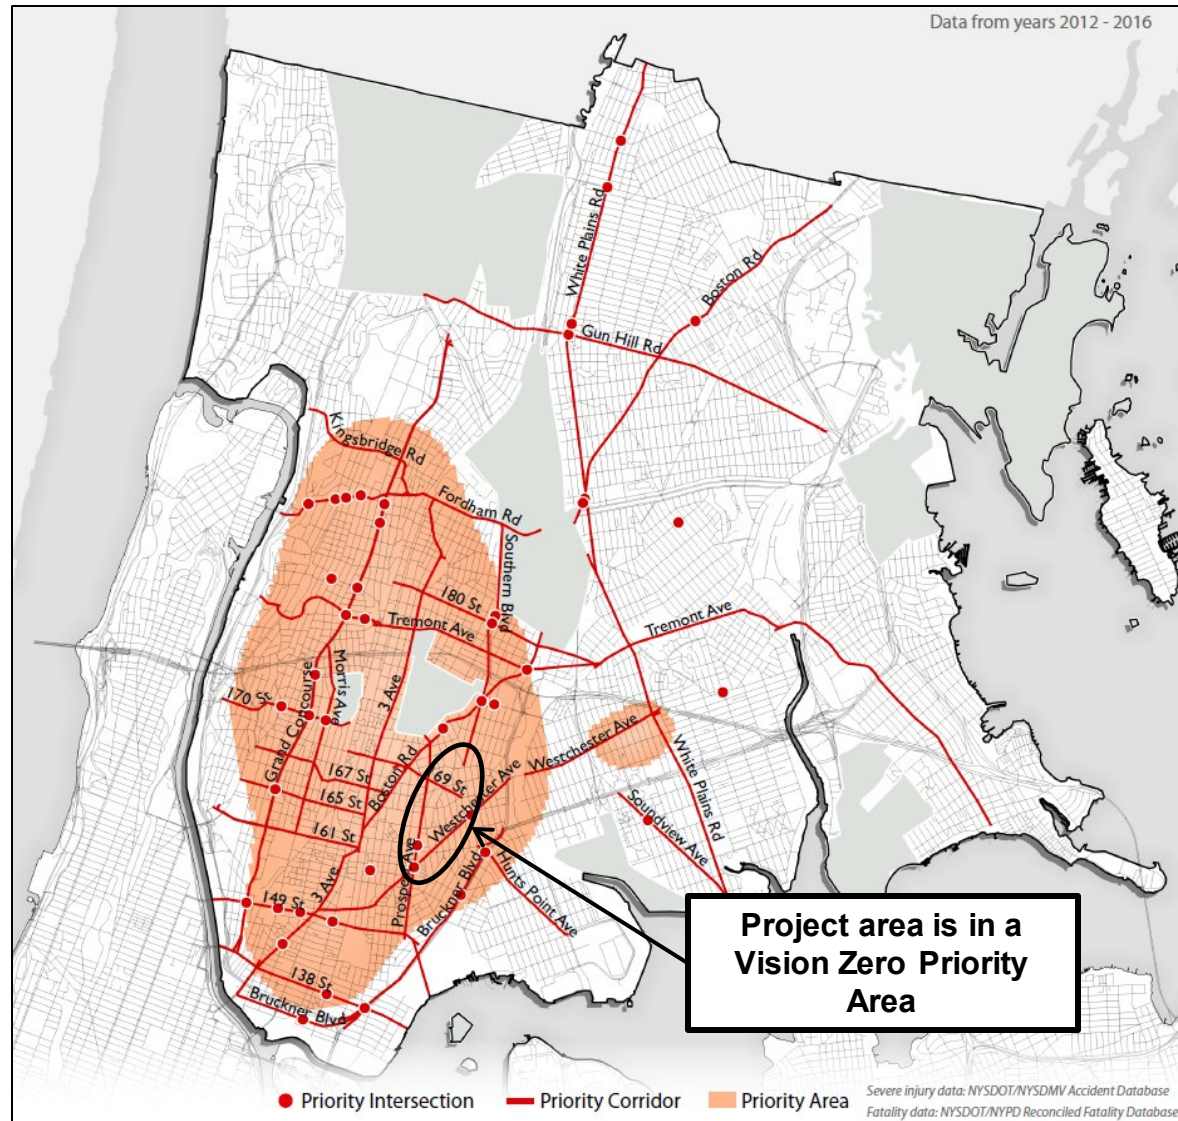 Data from years 2012 - 2016
White Plains Rd
Boston Rd
Gun Hill Rd
Kingsbridge Rd
Fordham Rd
Southern Blvd
180 St
Tremont Ave
Tremont Ave
Morris Ave
3 Ave
170 St
Grand Concourse
Westchester Ave
White Plains Rd
167 St
Boston Rd
69 St
165 St
Westchester Ave
161 St
Soundview Ave
3 Ave
Prospect Ave
Bruckner Blvd
Hunts Point Ave
149 St
138 St
Bruckner Blvd
Project area is in a
Vision Zero Priority
Area
Priority Intersection
Priority Corridor
Priority Area
Severe injury data: NYSDOT/NYSDMV Accident Database
Fatality data: NYSDOT/NYPD Reconciled Fatality Database